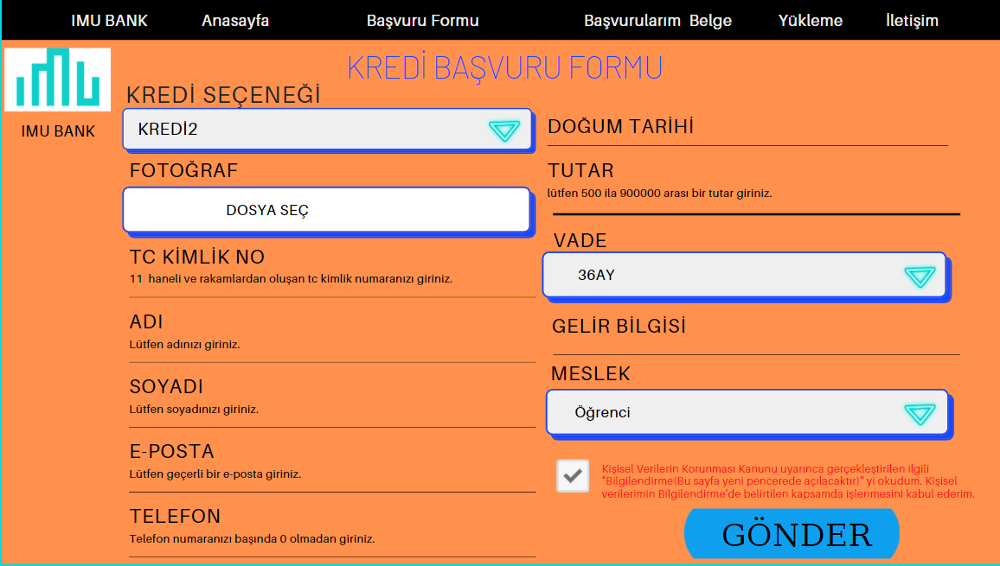 IMU BANK Anasayfa Başvuru Formu Başvurularım Belge Yükleme İletişim
imu
IMU BANK
KREDİ BAŞVURU FORMU
KREDİ SEÇENEĞİ
KREDİ2
FOTOĞRAF
DOSYA SEÇ
TC KİMLİK NO
11 haneli ve rakamlardan oluşan tc kimlik numaranızı giriniz.
ADI
Lütfen adınızı giriniz.
SOYADI
Lütfen soyadınızı giriniz.
E-POSTA
Lütfen geçerli bir e-posta giriniz.
TELEFON
Telefon numaranızı başında 0 olmadan giriniz.
DOĞUM TARİHİ
TUTAR
lütfen 500 ila 900000 arası bir tutar giriniz.
VADE
36AY
GELİR BİLGİSİ
MESLEK
Öğrenci
Kişisel Verilerin Korunması Kanunu uyarınca gerçekleştirilen ilgili
"Bilgilendirme(Bu sayfa yeni pencerede açılacaktır)" yi okudum. Kişisel
verilerimin Bilgilendirme'de belirtilen kapsamda işlenmesini kabul ederim.
GÖNDER